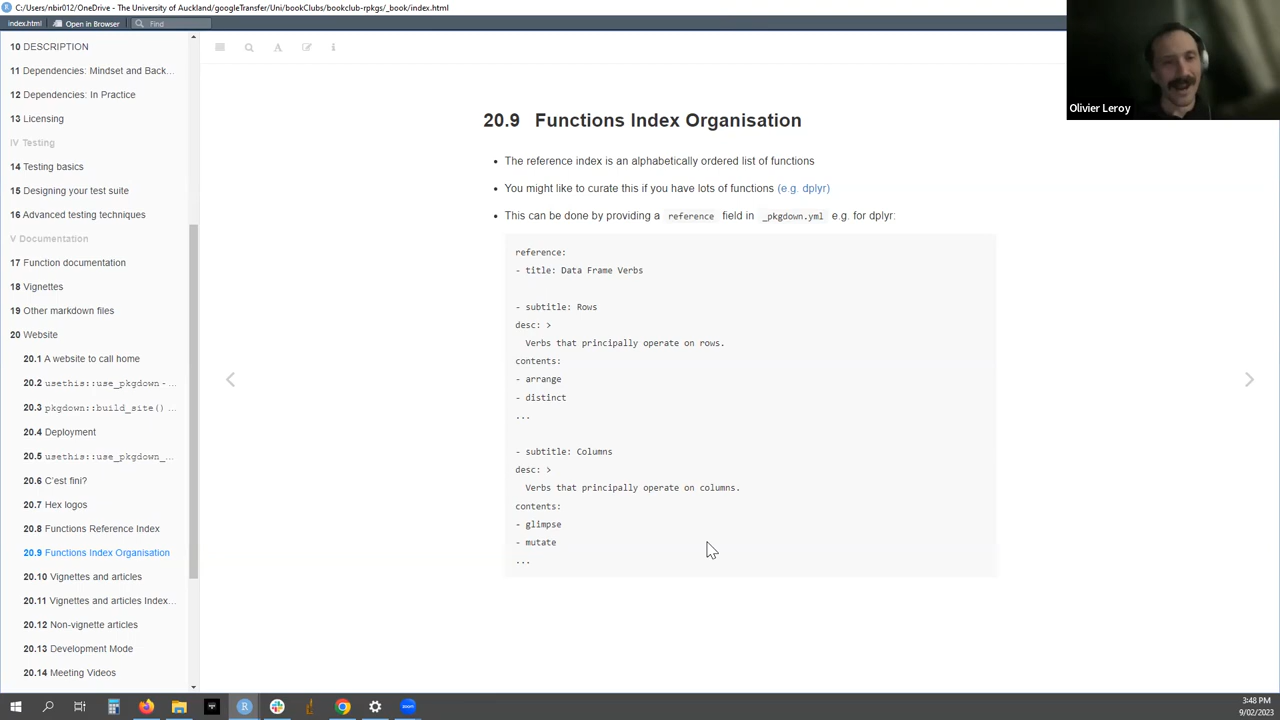 C:/Users/nbir012/OneDrive - The University of Auckland/googleTransfer/Uni/bookClubs/bookclub-rpkgs/_book/index.html
index.html
Open in Browser
Find
10 DESCRIPTION
11 Dependencies: Mindset and Back...
12 Dependencies: In Practice
13 Licensing
IV Testing
14 Testing basics
15 Designing your test suite
16 Advanced testing techniques
V Documentation
17 Function documentation
18 Vignettes
19 Other markdown files
20 Website
20.1 A website to call home
20.2 usethis::use_pkgdown - ...
20.3 pkgdown::build_site() ...
20.4 Deployment
20.5 usethis::use_pkgdown_...
20.6 C'est fini?
20.7 Hex logos
20.8 Functions Reference Index
20.9 Functions Index Organisation
20.10 Vignettes and articles
20.11 Vignettes and articles Index...
20.12 Non-vignette articles
20.13 Development Mode
20.14 Meeting Videos
20.9 Functions Index Organisation
• The reference index is an alphabetically ordered list of functions
• You might like to curate this if you have lots of functions (e.g. dplyr)
• This can be done by providing a reference field in _pkgdown.yml e.g. for dplyr:
reference:
- title: Data Frame Verbs
- subtitle: Rows
desc: >
Verbs that principally operate on rows.
contents:
- arrange
- distinct
...
- subtitle: Columns
desc: >
Verbs that principally operate on columns.
contents:
- glimpse
- mutate
...
Olivier Leroy
3:48 PM
9/02/2023